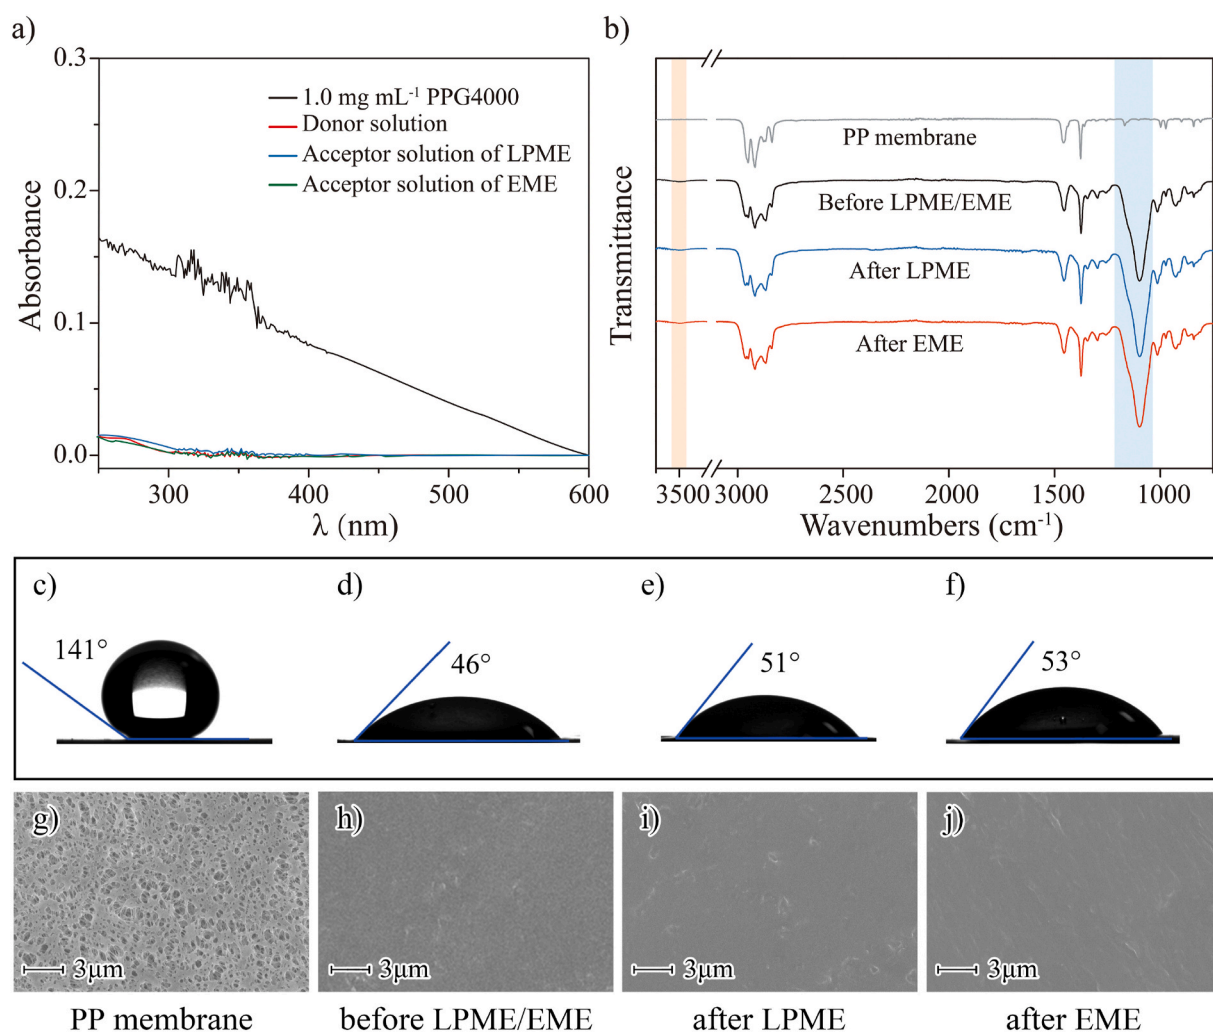 a)
0.3
0.2
0.1
0.0
Absorbance
1.0 mg mL⁻¹ PPG4000
Donor solution
Acceptor solution of LPME
Acceptor solution of EME
300
400
500
600
λ (nm)
b)
Transmittance
PP membrane
Before LPME/EME
After LPME
After EME
3500
3000
2500
2000
1500
1000
Wavenumbers (cm⁻¹)
c)
141°
d)
46°
e)
51°
f)
53°
g)
3μm
h)
3μm
i)
3μm
j)
3μm
PP membrane
before LPME/EME
after LPME
after EME